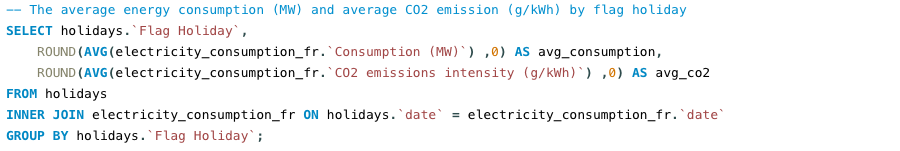 -- The average energy consumption (MW) and average CO2 emission (g/kWh) by flag holiday
SELECT holidays.`Flag Holiday`,
    ROUND(AVG(electricity_consumption_fr.`Consumption (MW)`) ,0) AS avg_consumption,
    ROUND(AVG(electricity_consumption_fr.`CO2 emissions intensity (g/kWh)`) ,0) AS avg_co2
FROM holidays
INNER JOIN electricity_consumption_fr ON holidays.`date` = electricity_consumption_fr.`date`
GROUP BY holidays.`Flag Holiday`;